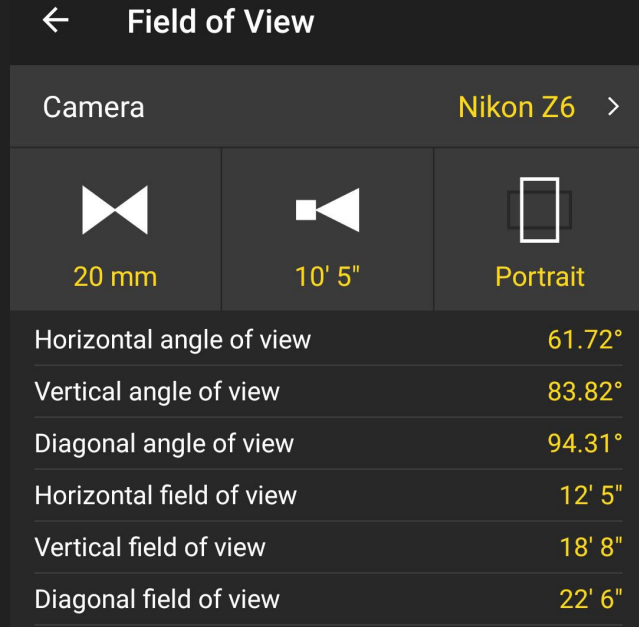 Field of View
Camera Nikon Z6
20 mm 10' 5" Portrait
Horizontal angle of view 61.72°
Vertical angle of view 83.82°
Diagonal angle of view 94.31°
Horizontal field of view 12' 5"
Vertical field of view 18' 8"
Diagonal field of view 22' 6"